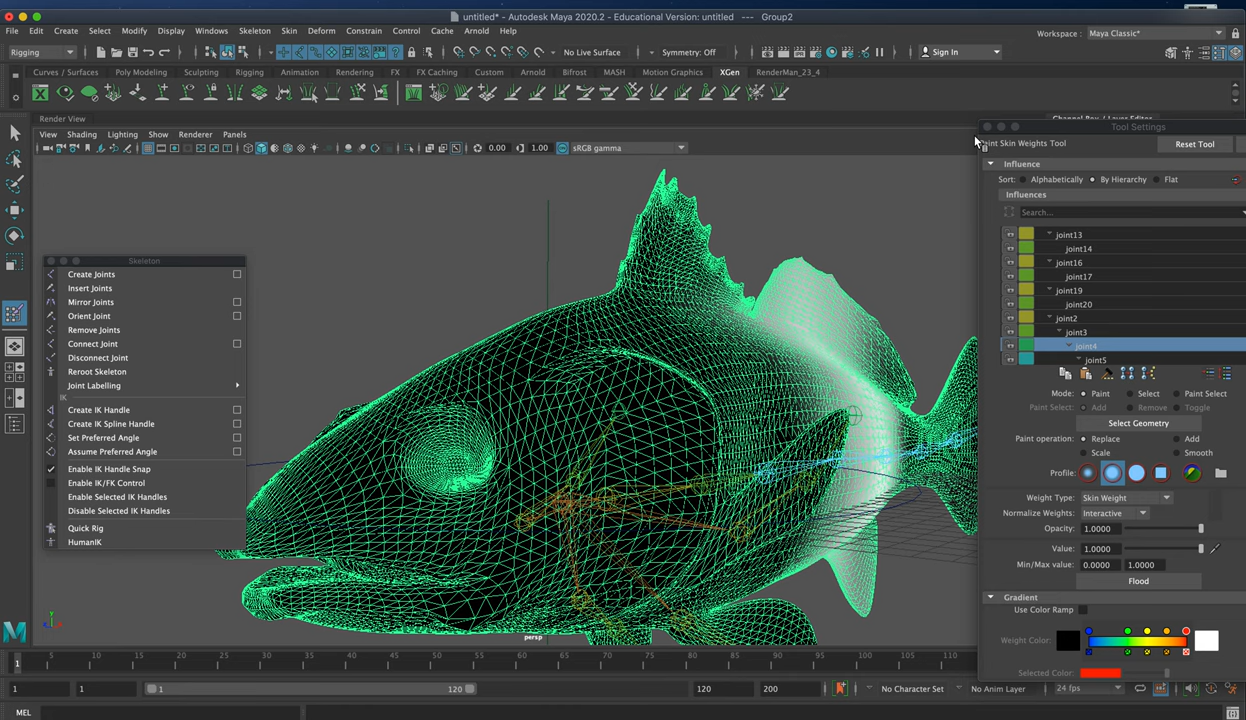 untitled* - Autodesk Maya 2020.2 - Educational Version: untitled --- Group2
File Edit Create Select Modify Display Windows Skeleton Skin Deform Constrain Control Cache Arnold Help
Workspace : Maya Classic*
Rigging No Live Surface Symmetry: Off Sign In
Curves / Surfaces Poly Modeling Sculpting Rigging Animation Rendering FX FX Caching Custom Arnold Bifrost MASH Motion Graphics XGen RenderMan_23_4
Render View
View Shading Lighting Show Renderer Panels
0.00 1.00 sRGB gamma
Skeleton
Create Joints
Insert Joints
Mirror Joints
Orient Joint
Remove Joints
Connect Joint
Disconnect Joint
Reroot Skeleton
Joint Labelling
IK
Create IK Handle
Create IK Spline Handle
Set Preferred Angle
Assume Preferred Angle
Enable IK Handle Snap
Enable IK/FK Control
Enable Selected IK Handles
Disable Selected IK Handles
Quick Rig
HumanIK
Tool Settings
Paint Skin Weights Tool Reset Tool
Influence
Sort: Alphabetically By Hierarchy Flat
Influences
Search...
joint13
joint14
joint16
joint17
joint19
joint20
joint2
joint3
joint4
joint5
Mode: Paint Select Paint Select
Paint Select: Add Remove Toggle
Select Geometry
Paint operation: Replace Add
Scale Smooth
Profile:
Weight Type: Skin Weight
Normalize Weights: Interactive
Opacity: 1.0000
Value: 1.0000
Min/Max value: 0.0000 1.0000
Flood
Gradient
Use Color Ramp
Weight Color:
Selected Color:
persp
1 5 10 15 20 25 30 35 40 45 50 55 60 65 70 75 80 85 90 95 100 105 110
1 1 1 120 120 200 No Character Set No Anim Layer 24 fps
MEL